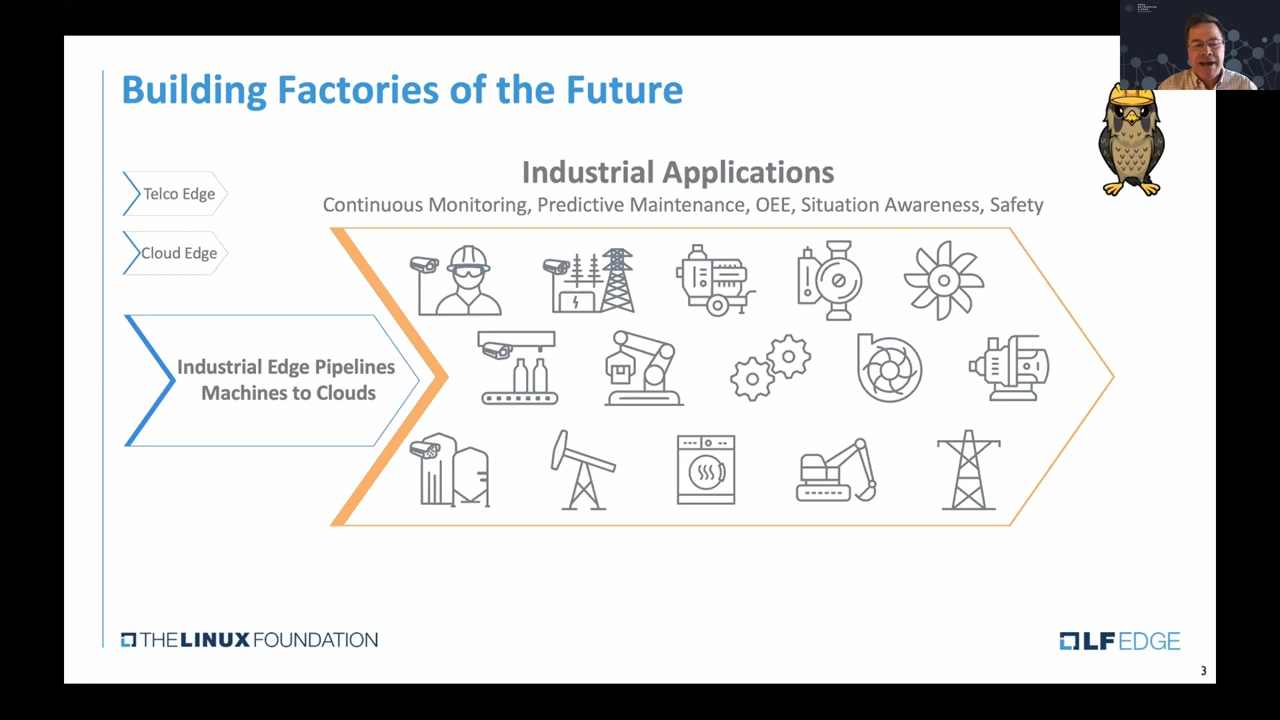 Building Factories of the Future
Telco Edge
Cloud Edge
Industrial Edge Pipelines
Machines to Clouds
Industrial Applications
Continuous Monitoring, Predictive Maintenance, OEE, Situation Awareness, Safety
THE LINUX FOUNDATION
LF EDGE
3